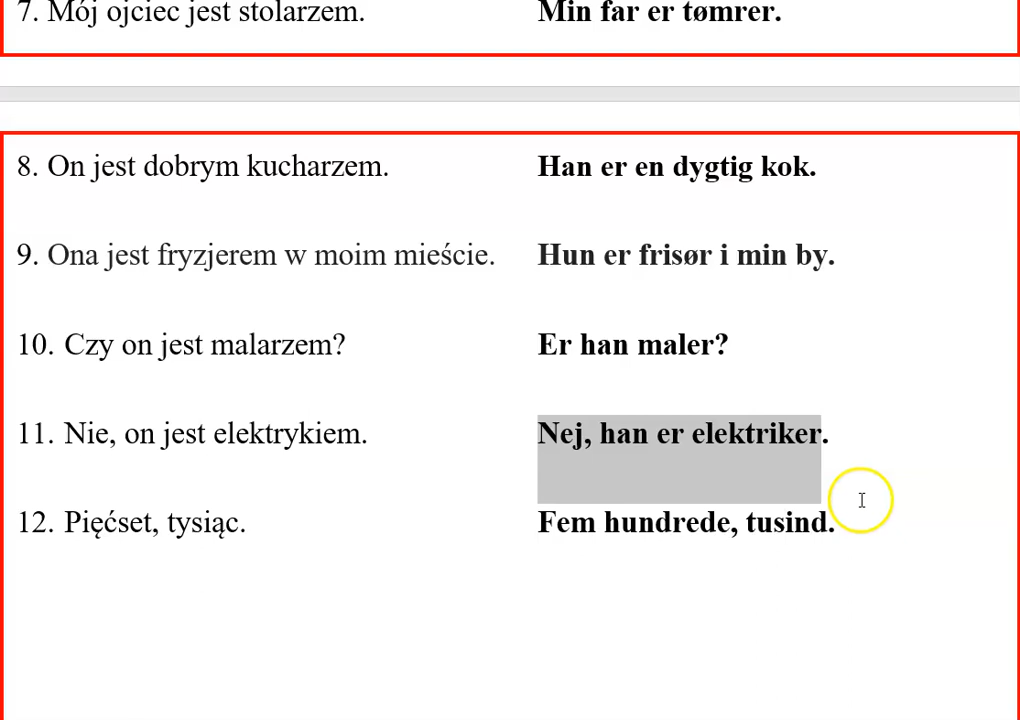 7. Mój ojciec jest stolarzem. Min far er tømrer.
8. On jest dobrym kucharzem. Han er en dygtig kok.
9. Ona jest fryzjerem w moim mieście. Hun er frisør i min by.
10. Czy on jest malarzem? Er han maler?
11. Nie, on jest elektrykiem. Nej, han er elektriker.
12. Pięćset, tysiąc. Fem hundrede, tusind.